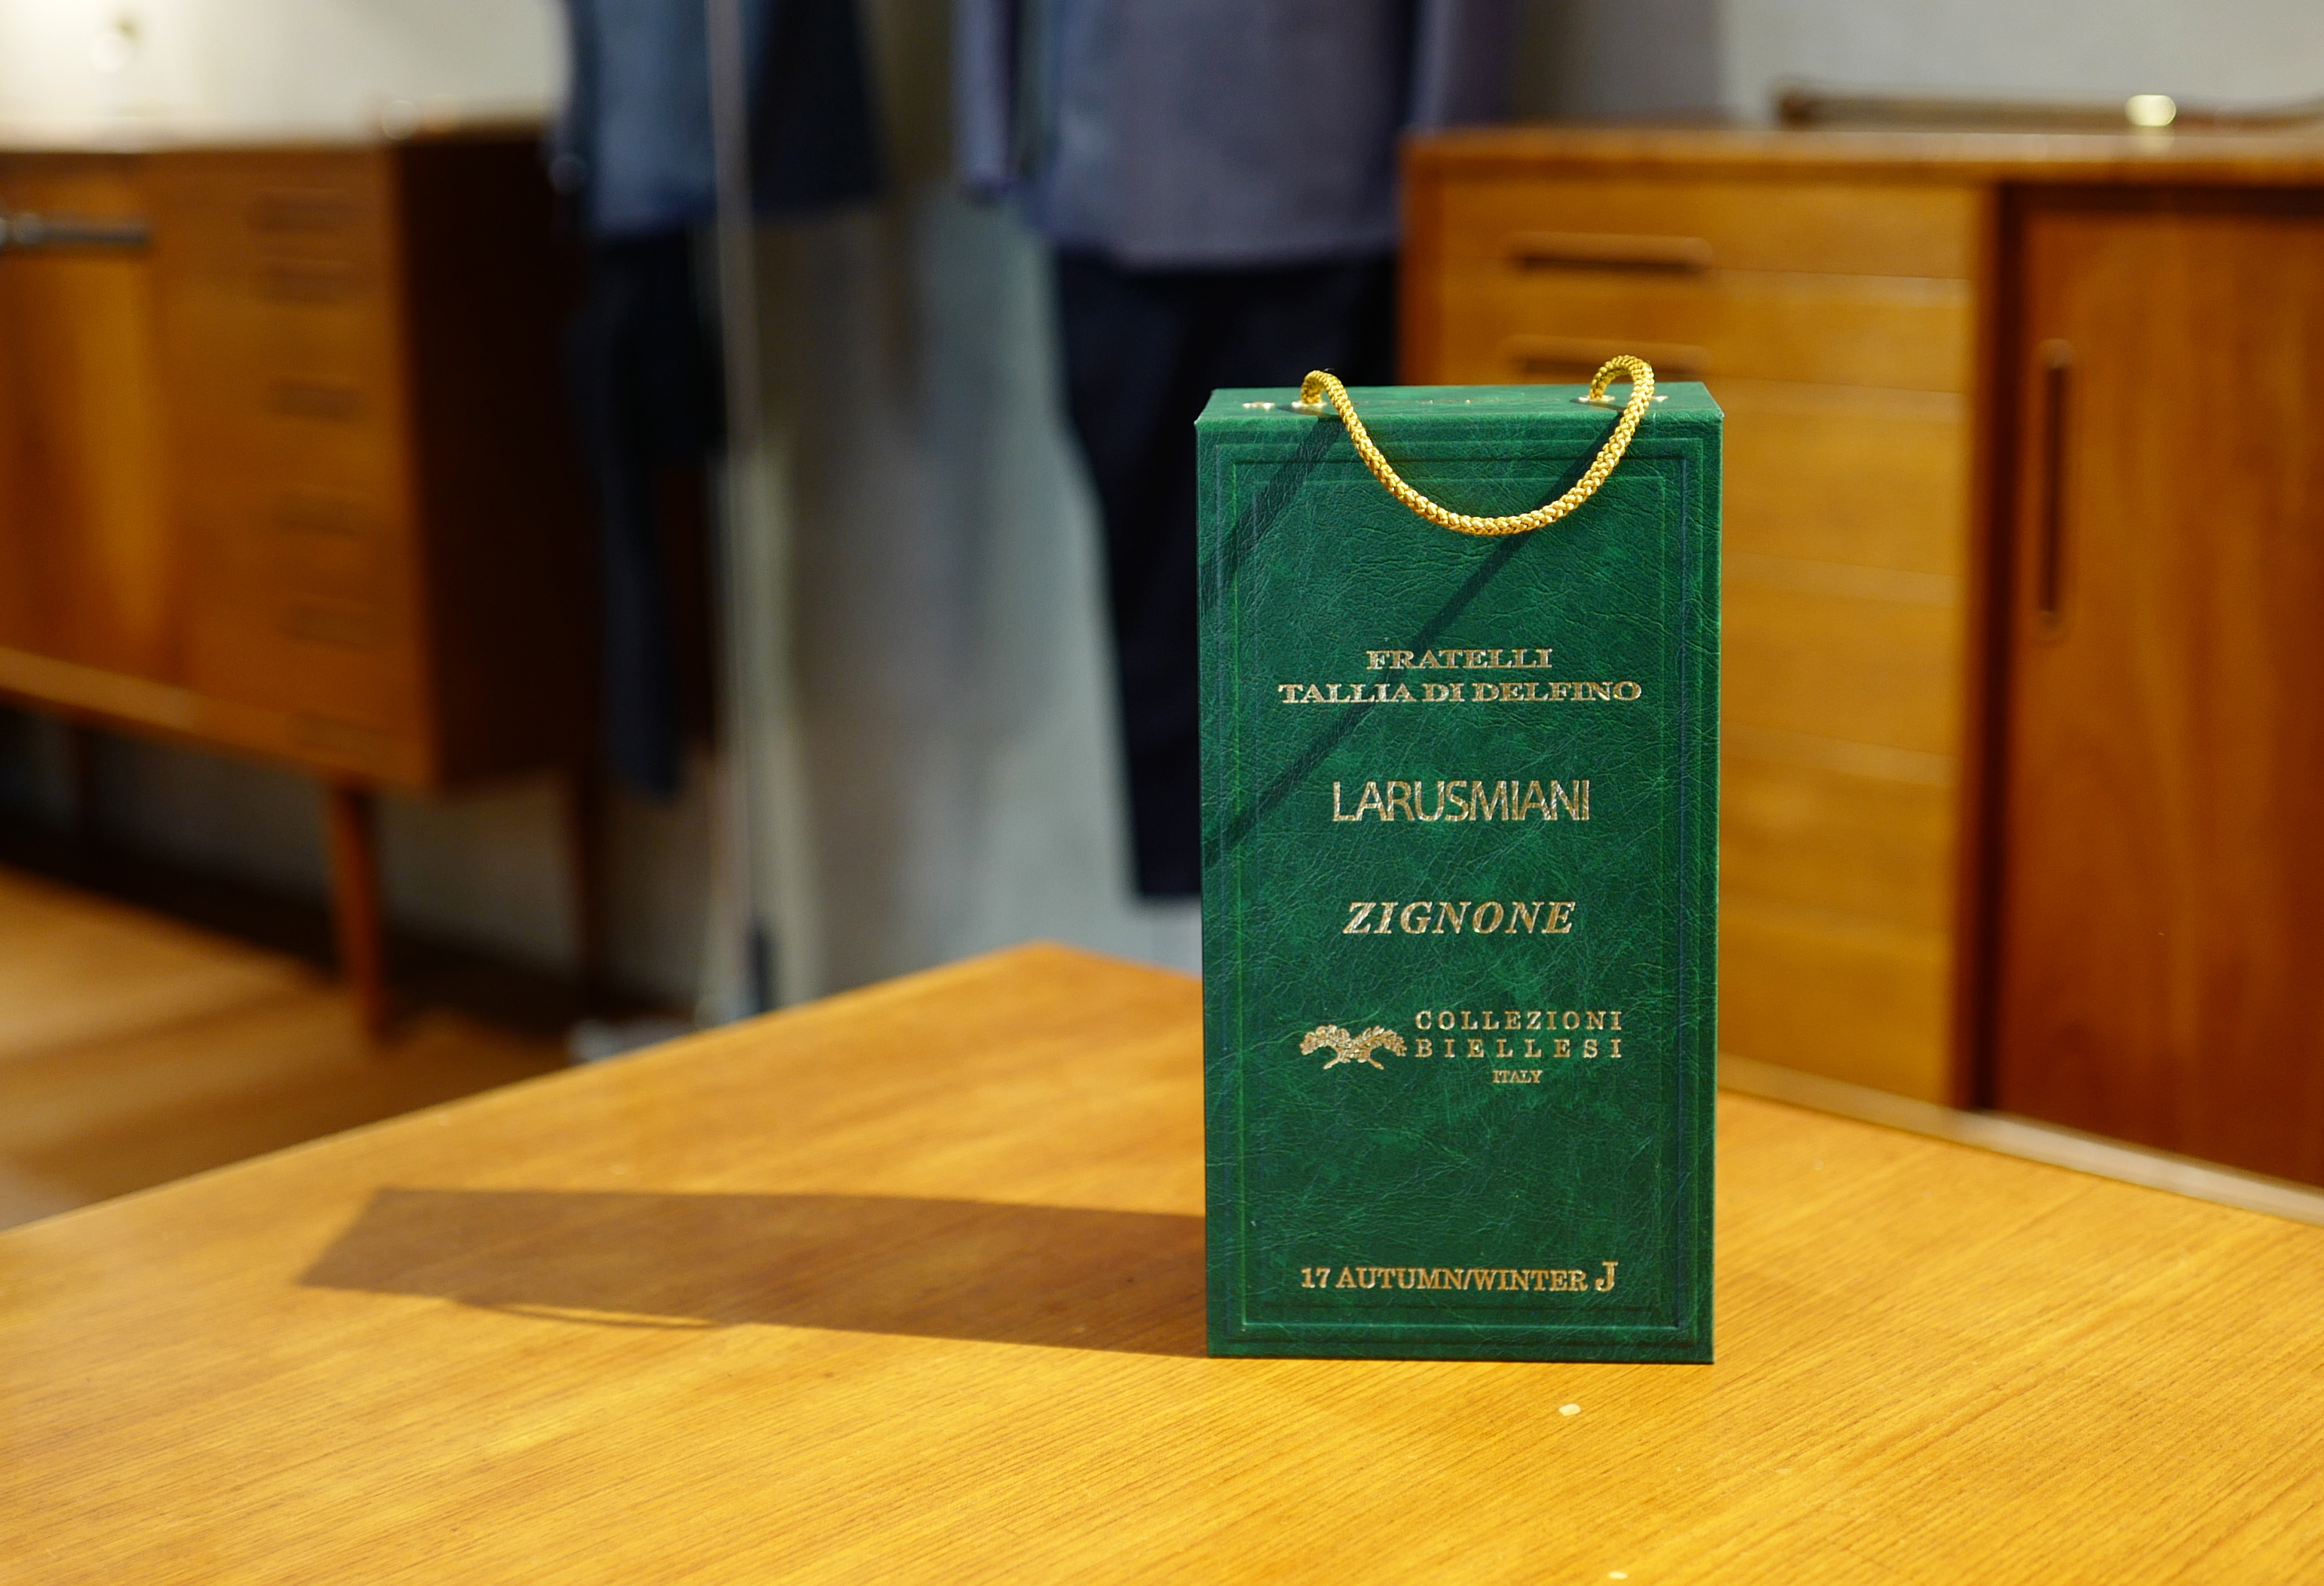 FRATELLI
TALLIA DI DELFINO
LARUSMIANI
ZIGNONE
COLLEZIONI
BIELLESI
ITALY
17 AUTUMN/WINTER J